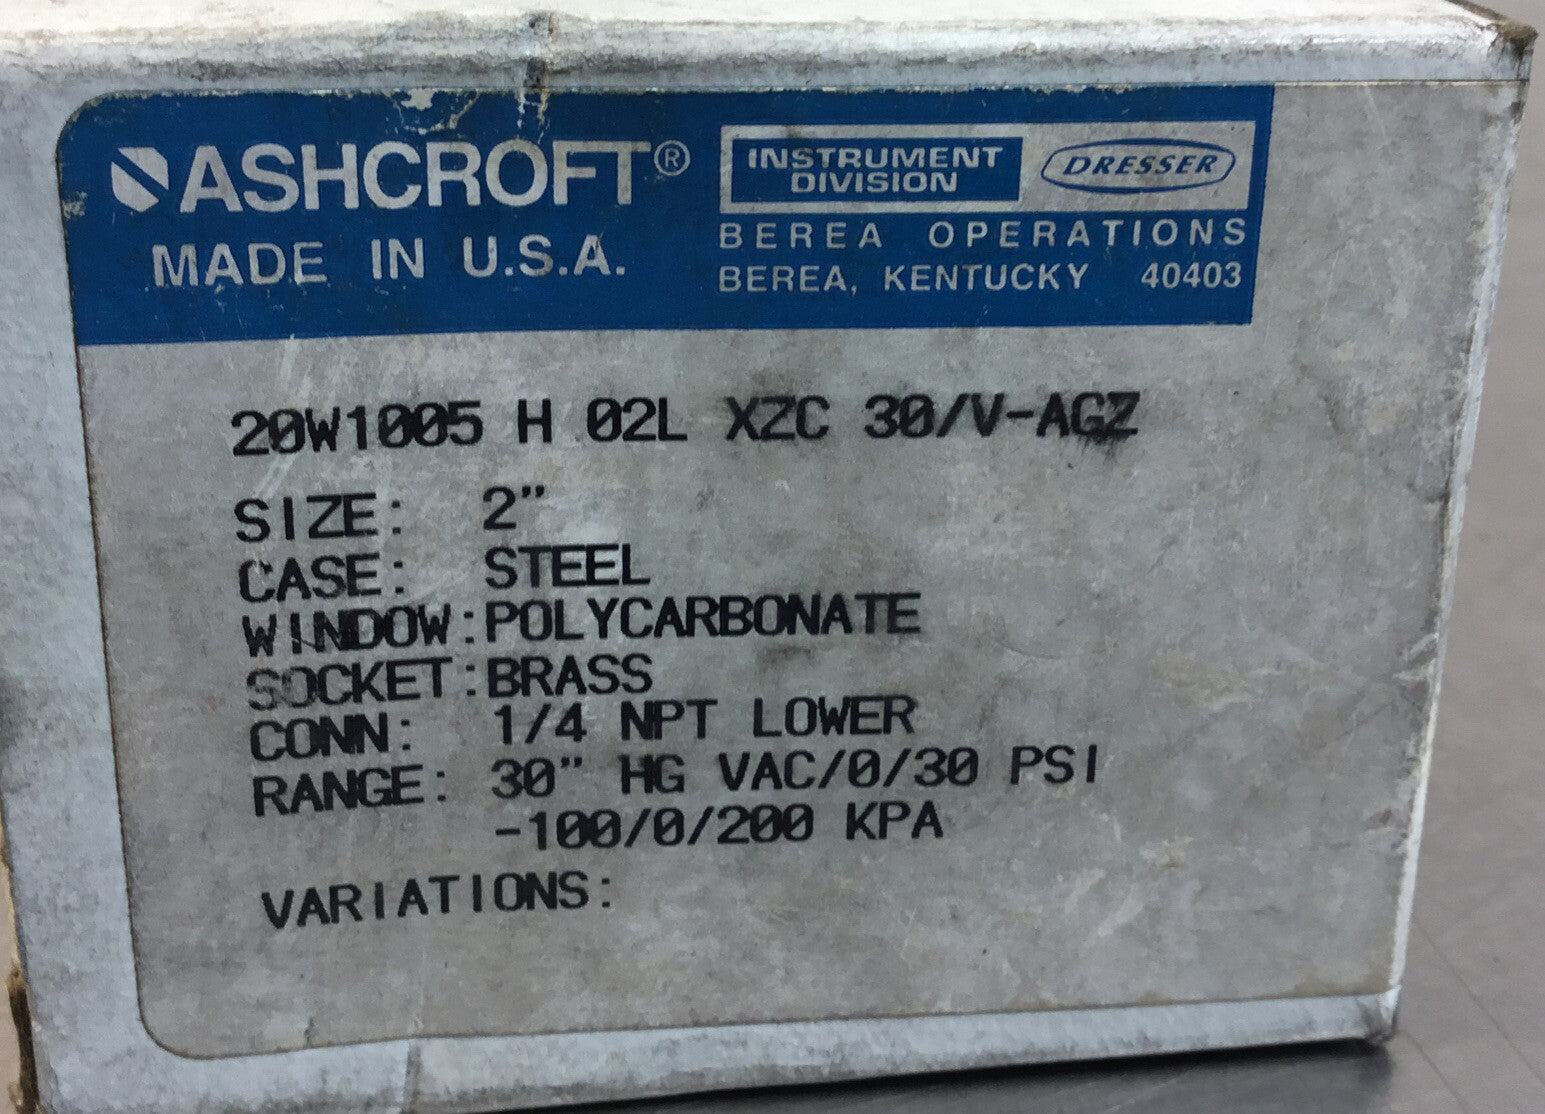 ASHCROFT®
MADE IN U.S.A.
INSTRUMENT
DIVISION
DRESSER
BEREA OPERATIONS
BEREA, KENTUCKY 40403
20W1005 H 02L XZC 30/V-AGZ
SIZE: 2"
CASE: STEEL
WINDOW: POLYCARBONATE
SOCKET: BRASS
CONN: 1/4 NPT LOWER
RANGE: 30" HG VAC/0/30 PSI
-100/0/200 KPA
VARIATIONS: